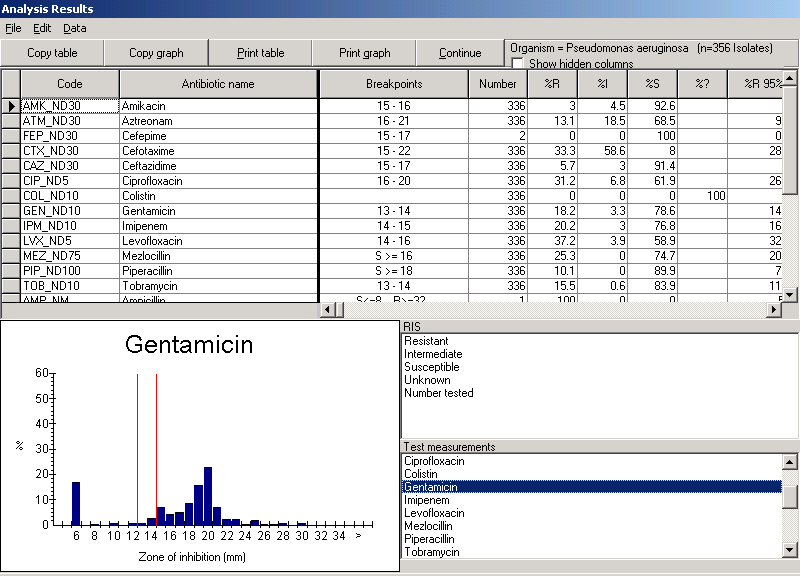 Analysis Results
File Edit Data
Copy table Copy graph Print table Print graph Continue Organism = Pseudomonas aeruginosa (n=356 Isolates)
Show hidden columns
Code Antibiotic name Breakpoints Number %R %I %S %? %R 95%
AMK_ND30 Amikacin 15 - 16 336 3 4.5 92.6
ATM_ND30 Aztreonam 16 - 21 336 13.1 18.5 68.5 9
FEP_ND30 Cefepime 15 - 17 2 0 0 100 0
CTX_ND30 Cefotaxime 15 - 22 336 33.3 58.6 8 28
CAZ_ND30 Ceftazidime 15 - 17 336 5.7 3 91.4
CIP_ND5 Ciprofloxacin 16 - 20 336 31.2 6.8 61.9 26
COL_ND10 Colistin 336 0 0 0 100
GEN_ND10 Gentamicin 13 - 14 336 18.2 3.3 78.6 14
IPM_ND10 Imipenem 14 - 15 336 20.2 3 76.8 16
LVX_ND5 Levofloxacin 14 - 16 336 37.2 3.9 58.9 32
MEZ_ND75 Mezlocillin S >= 16 336 25.3 0 74.7 20
PIP_ND100 Piperacillin S >= 18 336 10.1 0 89.9 7
TOB_ND10 Tobramycin 13 - 14 336 15.5 0.6 83.9 11
AMP_NM Ampicillin S<=8 R>=32 1 100 0 0 5
Gentamicin
60
50
40
% 30
20
10
0
6 8 10 12 14 16 18 20 22 24 26 28 30 32 34 >
Zone of inhibition (mm)
RIS
Resistant
Intermediate
Susceptible
Unknown
Number tested
Test measurements
Ciprofloxacin
Colistin
Gentamicin
Imipenem
Levofloxacin
Mezlocillin
Piperacillin
Tobramycin